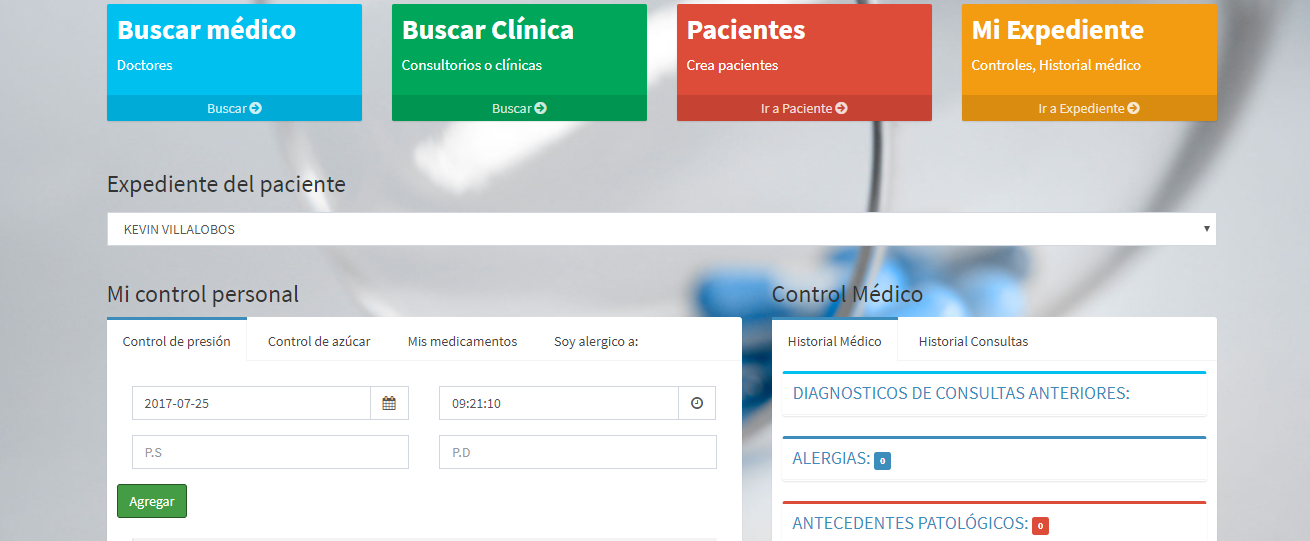 Buscar médico
Doctores
Buscar
Buscar Clínica
Consultorios o clínicas
Buscar
Pacientes
Crea pacientes
Ir a Paciente
Mi Expediente
Controles, Historial médico
Ir a Expediente
Expediente del paciente
KEVIN VILLALOBOS
Mi control personal
Control de presión
Control de azúcar
Mis medicamentos
Soy alergico a:
2017-07-25
09:21:10
P.S
P.D
Agregar
Control Médico
Historial Médico
Historial Consultas
DIAGNOSTICOS DE CONSULTAS ANTERIORES:
ALERGIAS: 0
ANTECEDENTES PATOLÓGICOS: 0